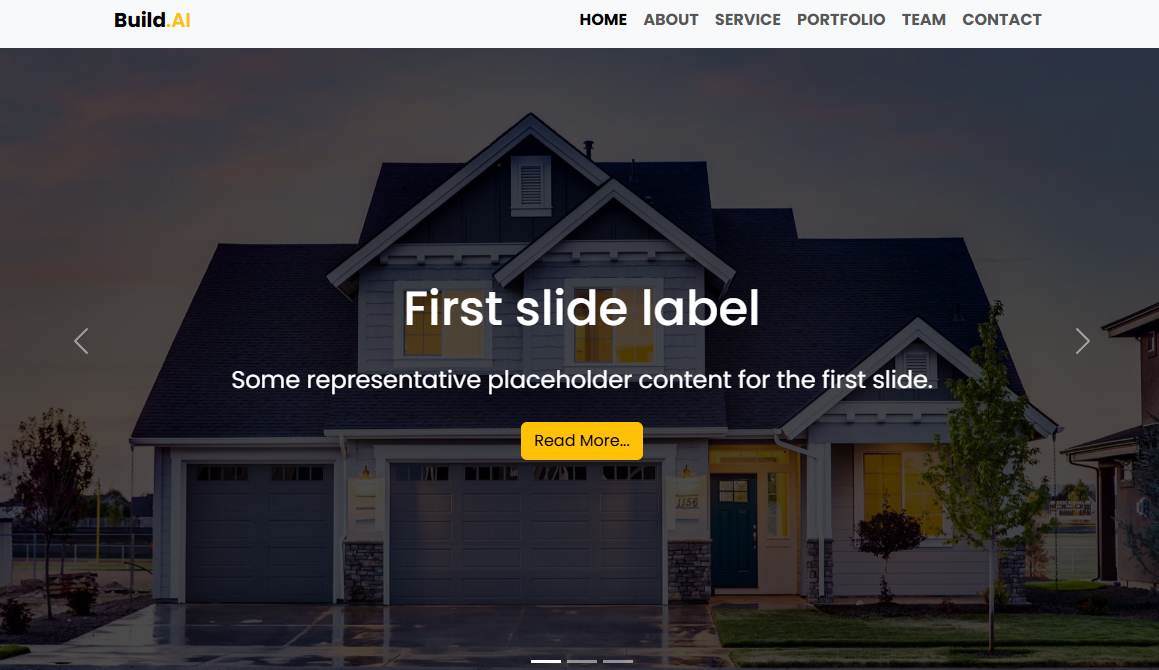 Build.AI
HOME ABOUT SERVICE PORTFOLIO TEAM CONTACT
First slide label
Some representative placeholder content for the first slide.
Read More...
1156